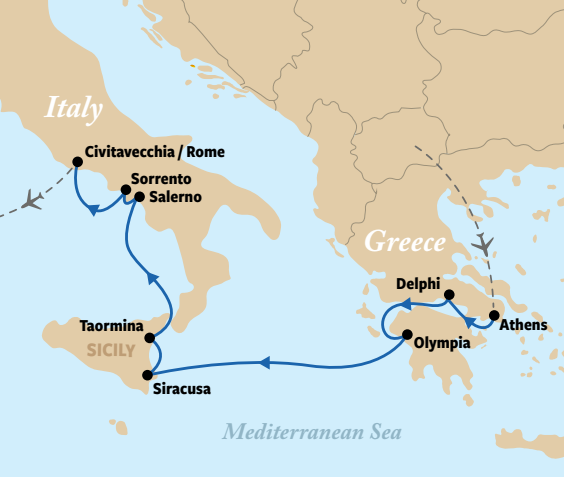 Italy
Civitavecchia / Rome
Sorrento
Salerno
Greece
Delphi
Athens
Taormina
Olympia
SICILY
Siracusa
Mediterranean Sea